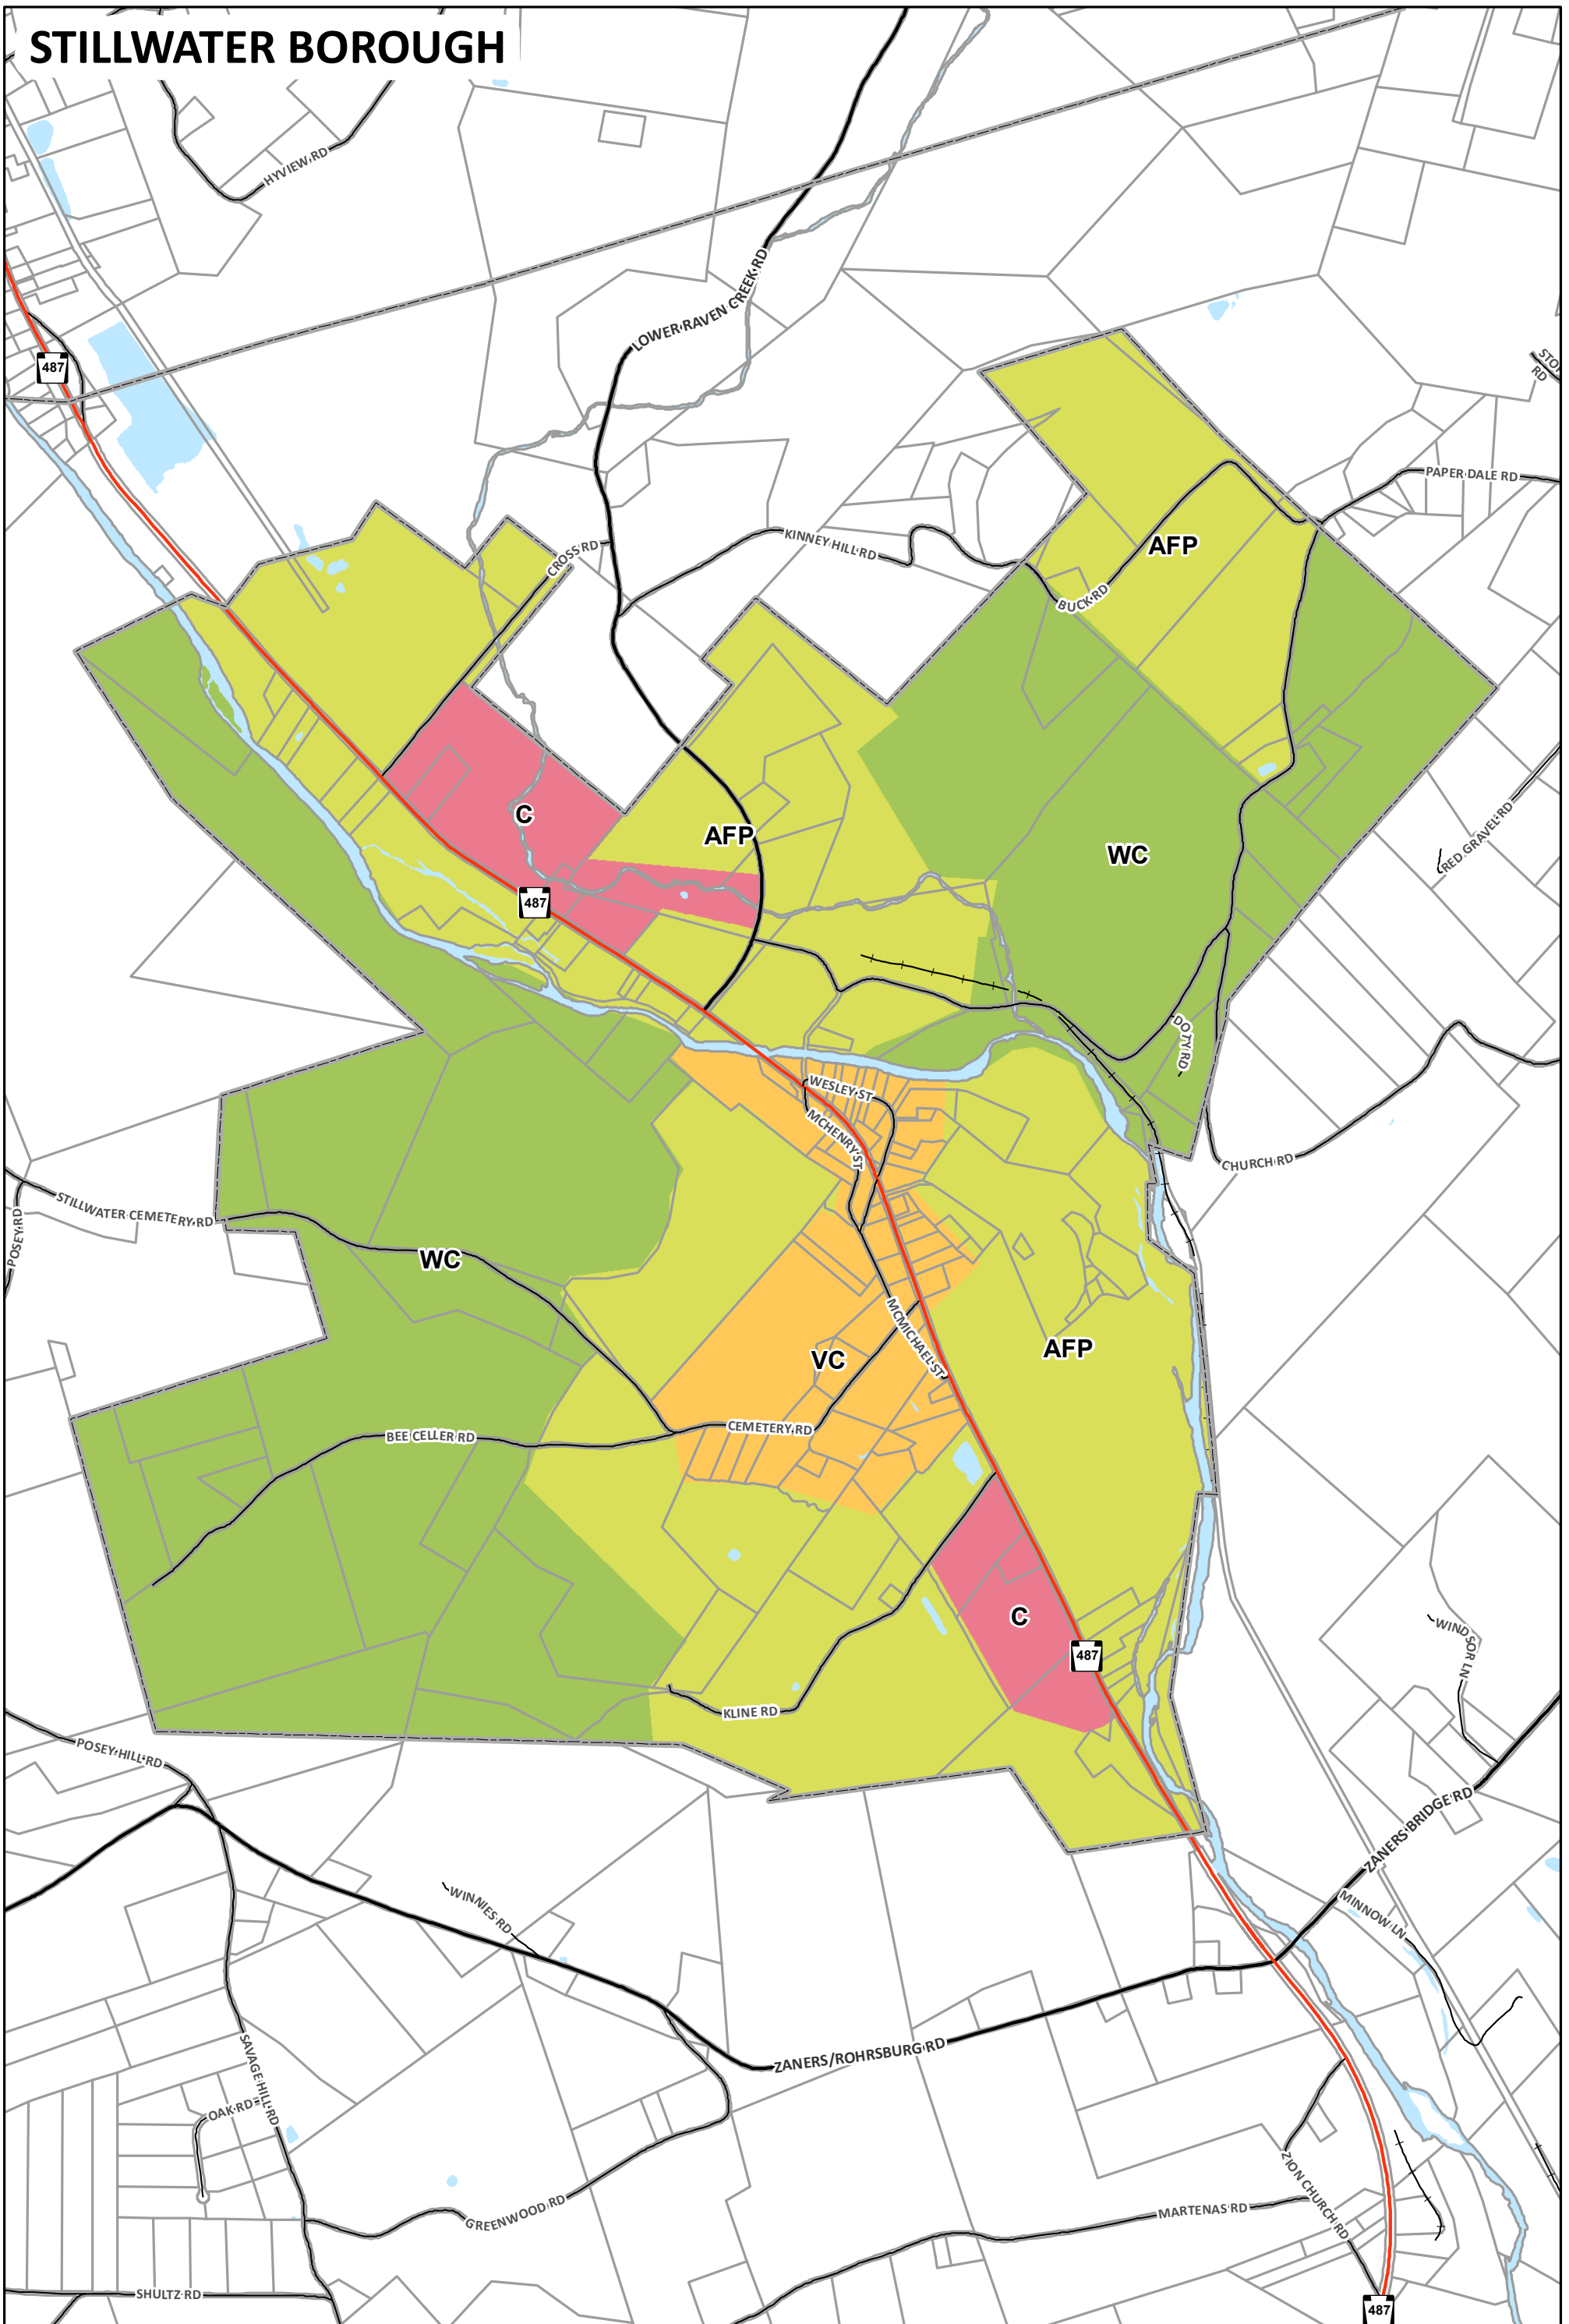 STILLWATER BOROUGH
HYVIEW RD
LOWER RAVEN CREEK RD
487
PAPER DALE RD
CROSS RD
KINNEY HILL RD
AFP
BUCK RD
C
AFP
WC
RED GRAVEL RD
487
DOTY RD
WESLEY ST
MCHENRY ST
CHURCH RD
STILLWATER CEMETERY RD
POSEY RD
WC
MCMICHAEL ST
AFP
VC
CEMETERY RD
BEE CELLER RD
C
WINDSOR LN
487
KLINE RD
POSEY HILL RD
ZANERS BRIDGE RD
WINNIES RD
MINNOW LN
ZANERS/ROHRSBURG RD
SAVAGE HILL RD
OAK RD
ZION CHURCH RD
GREENWOOD RD
MARTENAS RD
SHULTZ RD
487